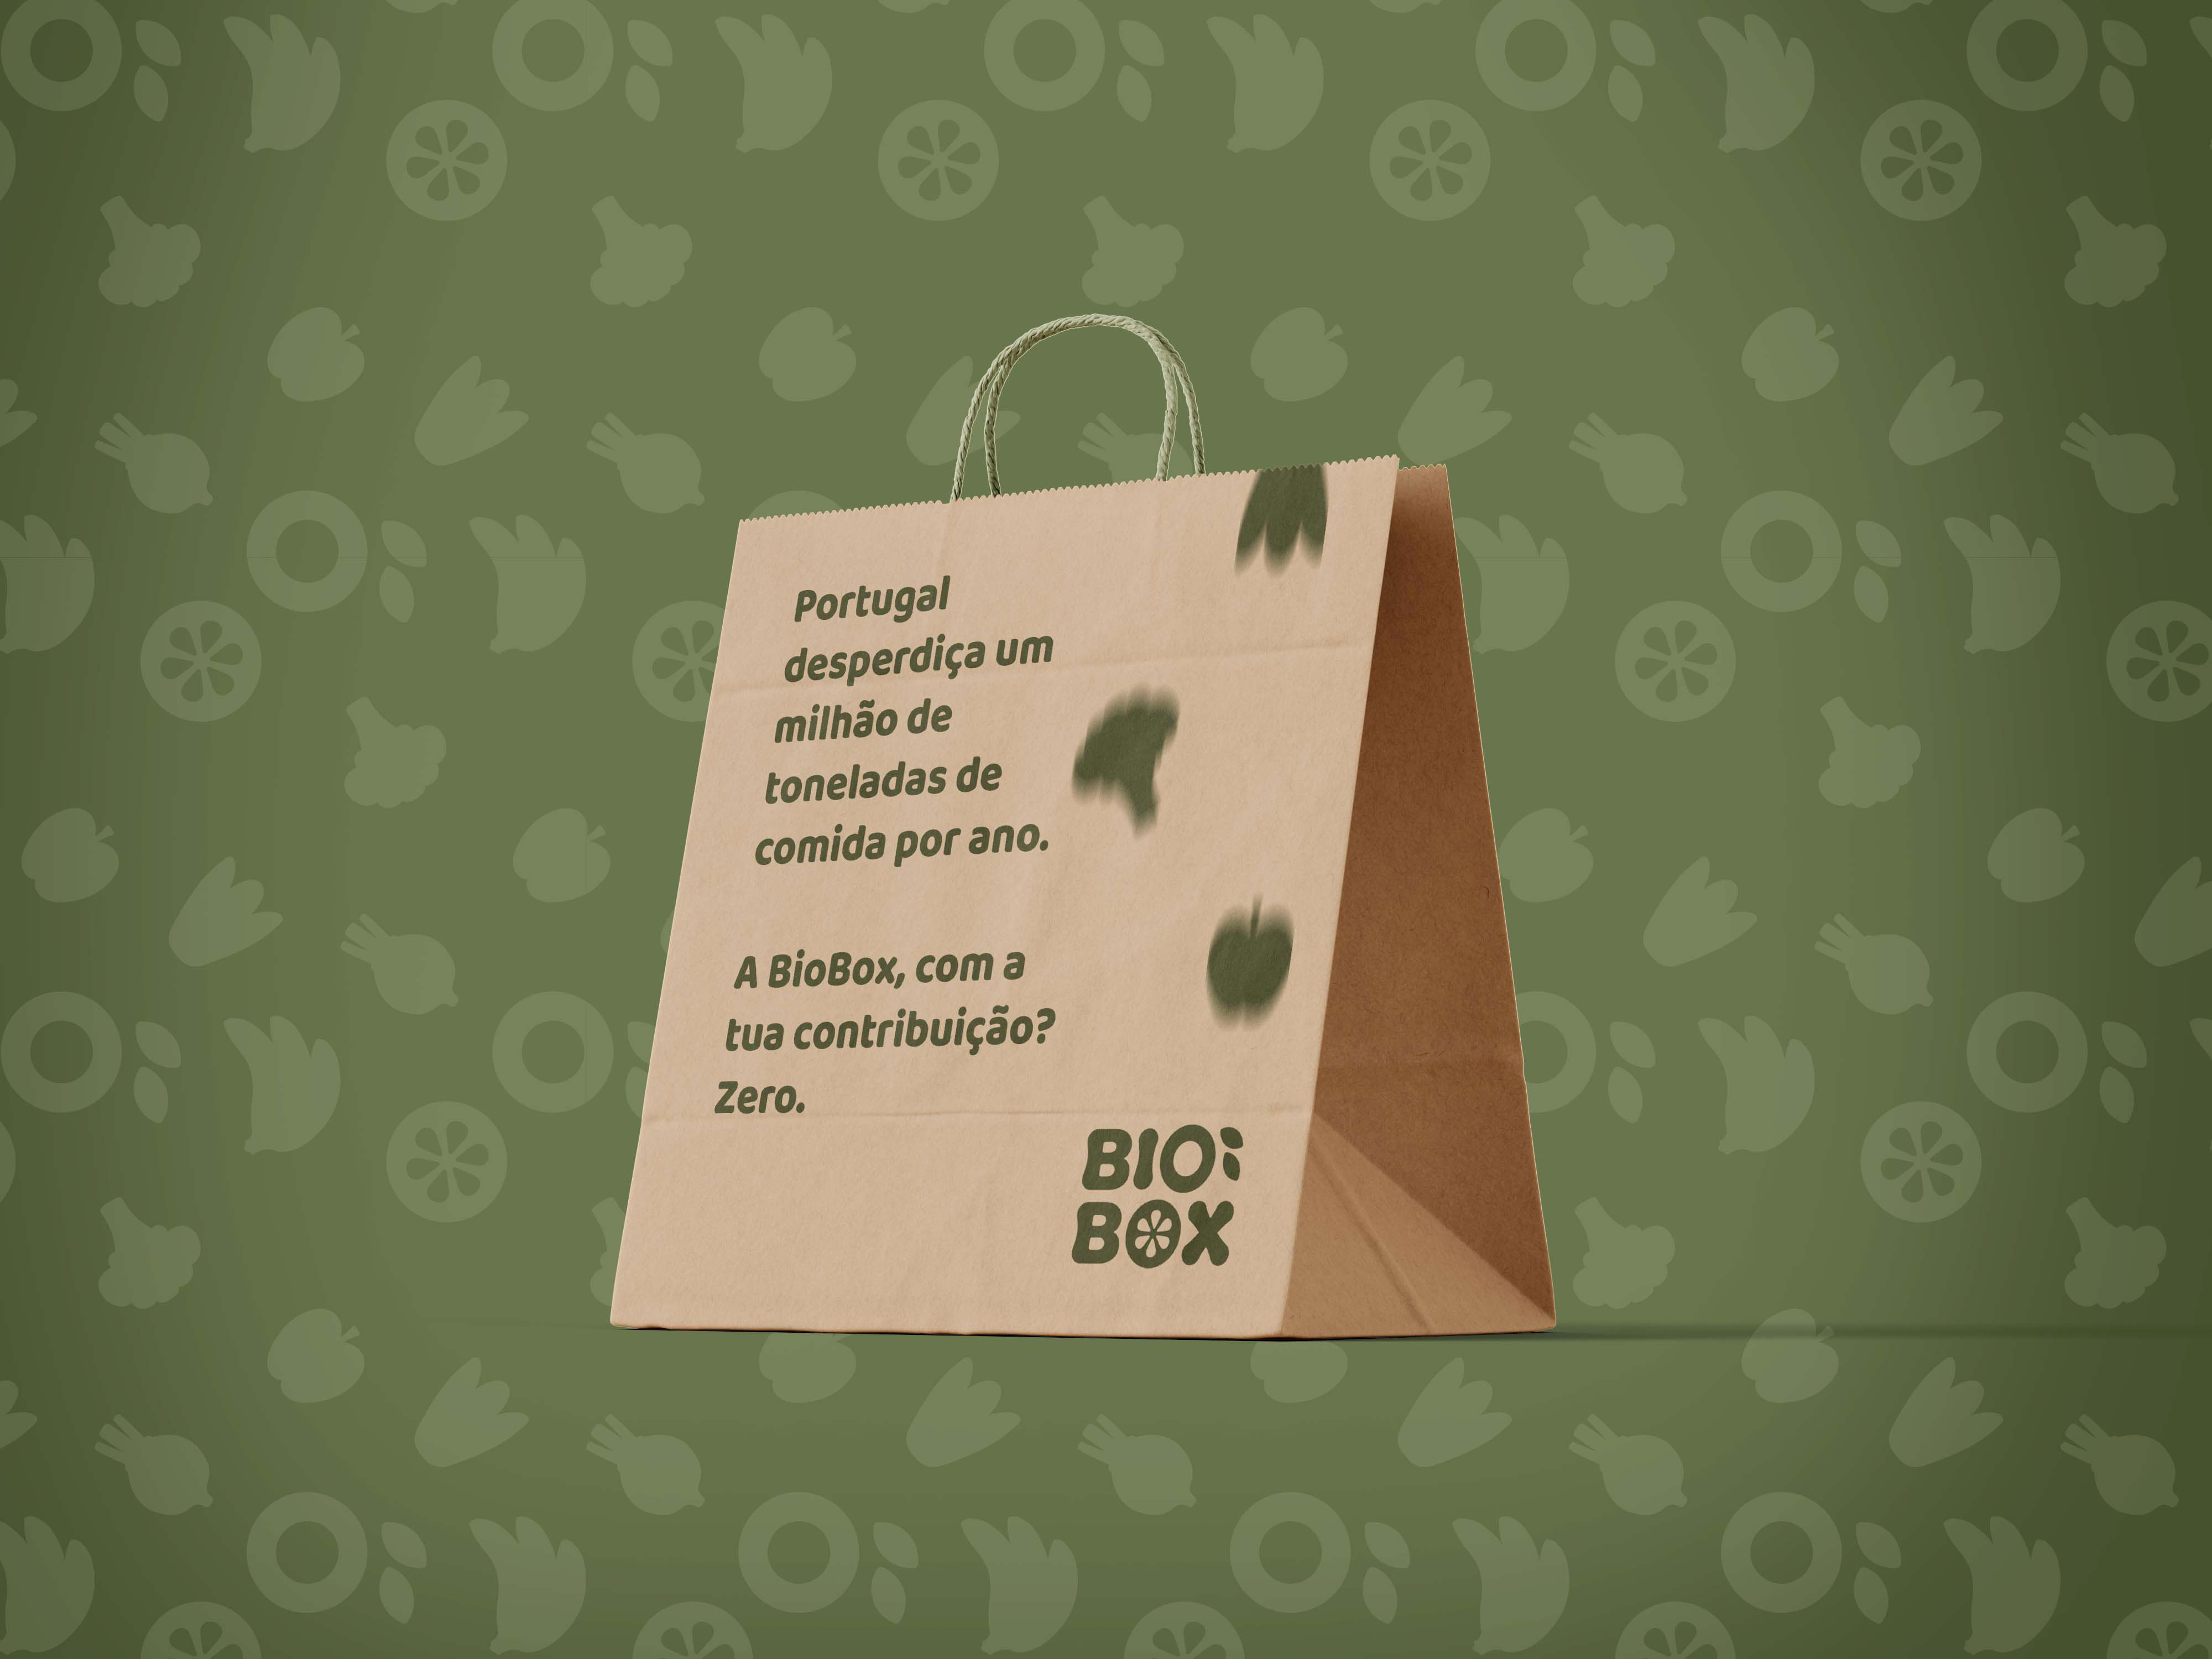 Portugal
desperdiça um
milhão de
toneladas de
comida por ano.
A BioBox, com a
tua contribuição?
Zero.
BIO
BOX